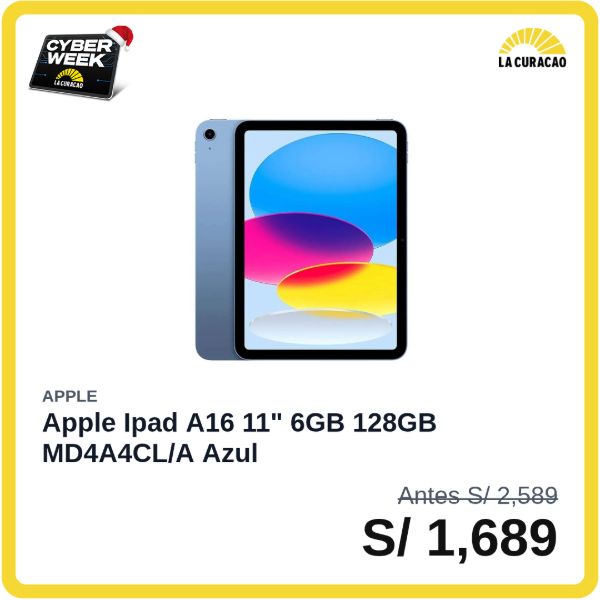 CYBER
WEEK
LA CURACAO
LA CURACAO
APPLE
Apple Ipad A16 11" 6GB 128GB
MD4A4CL/A Azul
Antes S/ 2,589
S/ 1,689